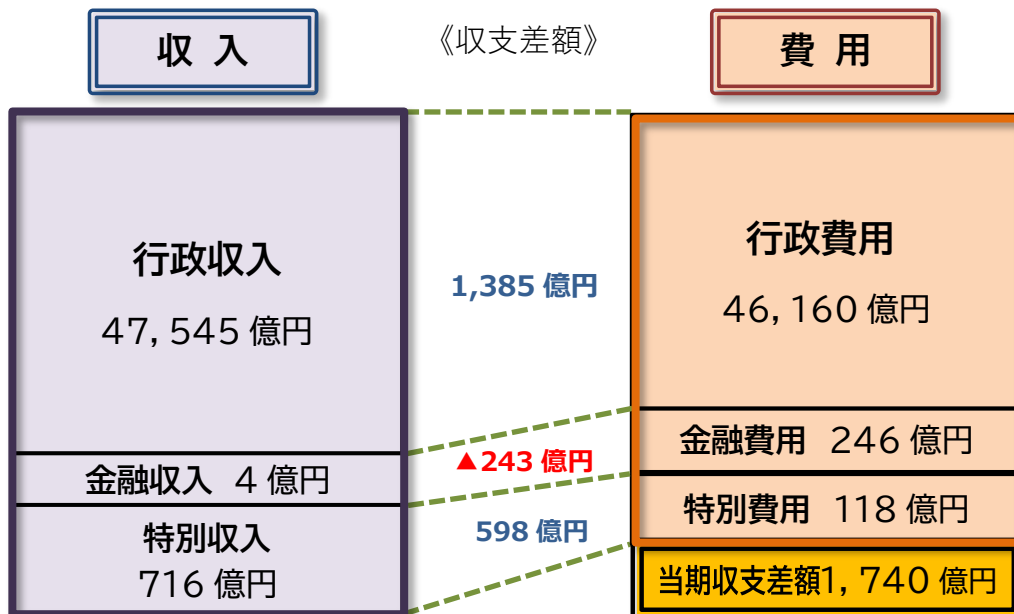 収 入
《収支差額》
費 用
行政収入
47,545 億円
1,385 億円
行政費用
46,160 億円
金融収入 4 億円
▲243 億円
金融費用 246 億円
特別収入
716 億円
598 億円
特別費用 118 億円
当期収支差額1,740 億円